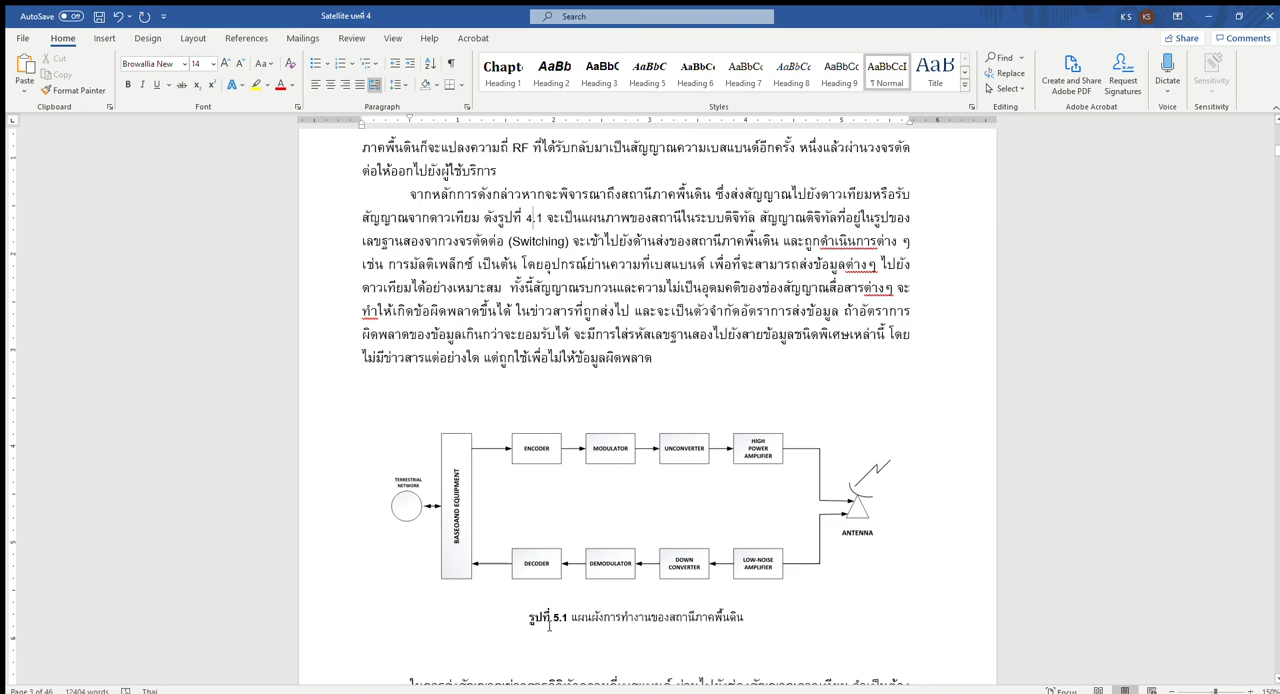 AutoSave Off Satellite บทที่ 4 Search K S KS
File Home Insert Design Layout References Mailings Review View Help Acrobat Share Comments
Paste Cut Copy Format Painter
Browallia New 14
Chapt AaBb AaBbC AaBbC AaBbCc AaBbCc AaBbCc AaBbCcI AaB
Heading 1 Heading 2 Heading 3 Heading 5 Heading 6 Heading 7 Heading 8 ¶ Normal Title
Find Replace Select
Create and Share Adobe PDF Request Signatures Dictate Sensitivity
Clipboard Font Paragraph Styles Editing Adobe Acrobat Voice Sensitivity
ภาคพื้นดินก็จะแปลงความถี่ RF ที่ได้รับกลับมาเป็นสัญญาณความเบสแบนด์อีกครั้ง หนึ่งแล้วผ่านวงจรตัด
ต่อให้ออกไปยังผู้ใช้บริการ
จากหลักการดังกล่าวหากจะพิจารณาถึงสถานีภาคพื้นดิน ซึ่งส่งสัญญาณไปยังดาวเทียมหรือรับ
สัญญาณจากดาวเทียม ดังรูปที่ 4.1 จะเป็นแผนภาพของสถานีในระบบดิจิทัล สัญญาณดิจิทัลที่อยู่ในรูปของ
เลขฐานสองจากวงจรตัดต่อ (Switching) จะเข้าไปยังด้านส่งของสถานีภาคพื้นดิน และถูกดำเนินการต่าง ๆ
เช่น การมัลติเพล็กซ์ เป็นต้น โดยอุปกรณ์ย่านความที่เบสแบนด์ เพื่อที่จะสามารถส่งข้อมูลต่างๆ ไปยัง
ดาวเทียมได้อย่างเหมาะสม ทั้งนี้สัญญาณรบกวนและความไม่เป็นอุดมคติของช่องสัญญาณสื่อสารต่างๆ จะ
ทำให้เกิดข้อผิดพลาดขึ้นได้ ในข่าวสารที่ถูกส่งไป และจะเป็นตัวจำกัดอัตราการส่งข้อมูล ถ้าอัตราการ
ผิดพลาดของข้อมูลเกินกว่าจะยอมรับได้ จะมีการใส่รหัสเลขฐานสองไปยังสายข้อมูลชนิดพิเศษเหล่านี้ โดย
ไม่มีข่าวสารแต่อย่างใด แต่ถูกใช้เพื่อไม่ให้ข้อมูลผิดพลาด
TERRESTRIAL
NETWORK
BASEOAND EQUIPMENT
ENCODER
MODULATOR
UNCONVERTER
HIGH
POWER
AMPLIFIER
ANTENNA
DECODER
DEMODULATOR
DOWN
CONVERTER
LOW-NOISE
AMPLIFIER
รูปที่ 5.1 แผนผังการทำงานของสถานีภาคพื้นดิน
Page 3 of 46 12404 words Thai Focus